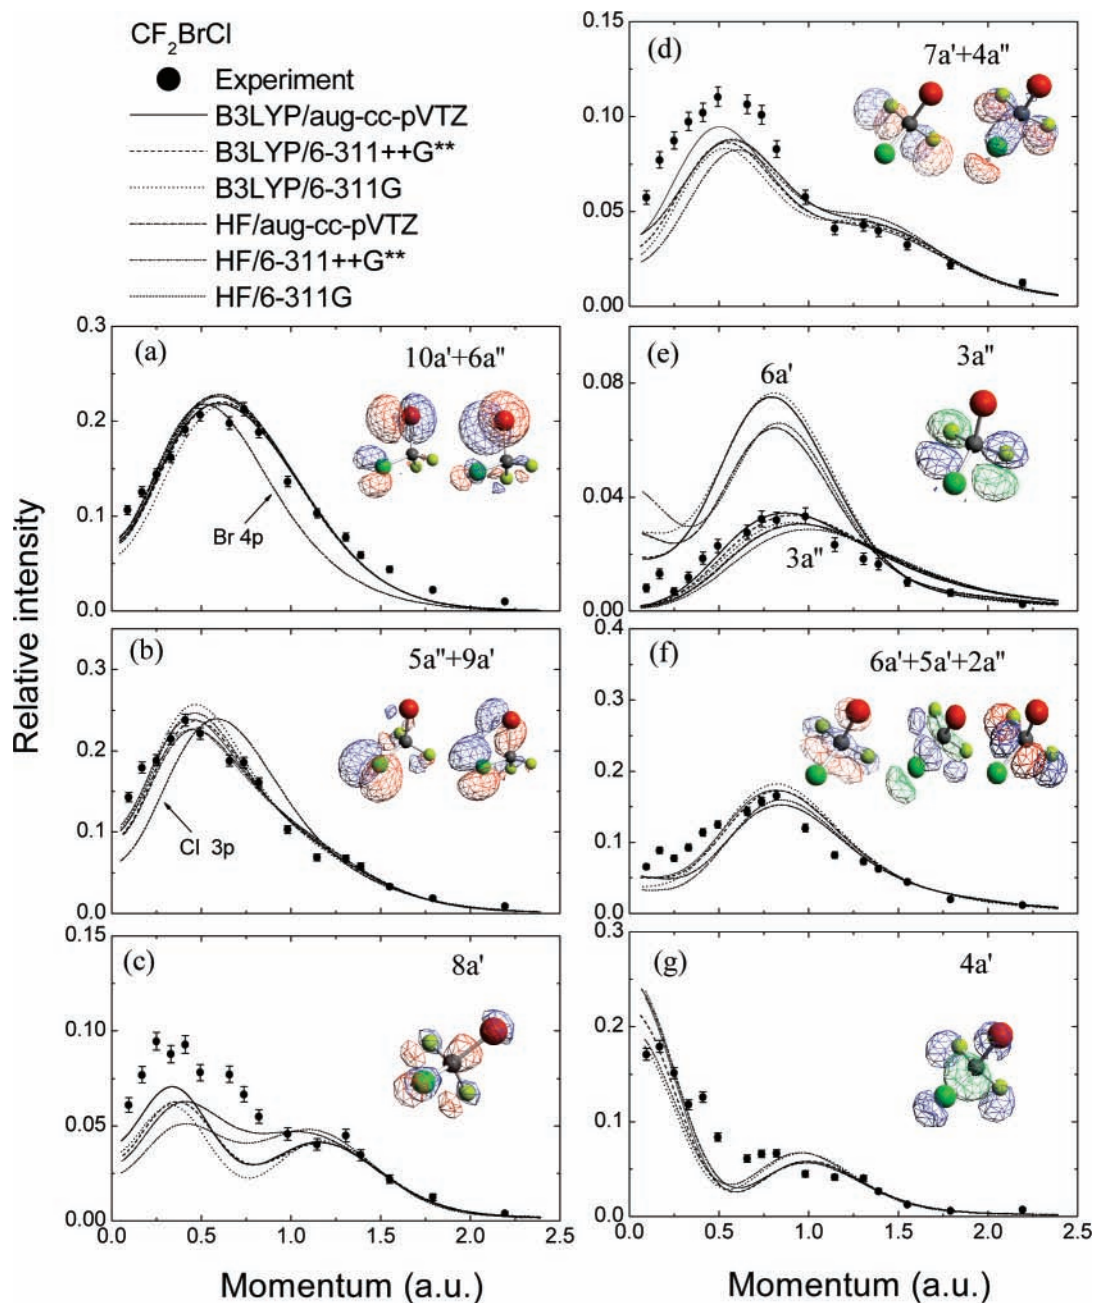 CF₂BrCl
Experiment
B3LYP/aug-cc-pVTZ
B3LYP/6-311++G**
B3LYP/6-311G
HF/aug-cc-pVTZ
HF/6-311++G**
HF/6-311G
Relative intensity
(a)
10a'+6a"
Br 4p
0.3
0.2
0.1
0.0
(b)
5a"+9a'
Cl 3p
0.3
0.2
0.1
0.0
(c)
8a'
0.15
0.10
0.05
0.00
0.0 0.5 1.0 1.5 2.0 2.5
Momentum (a.u.)
(d)
7a'+4a"
0.15
0.10
0.05
0.00
(e)
3a"
6a'
3a"
0.08
0.04
0.00
(f)
6a'+5a'+2a"
0.4
0.3
0.2
0.1
0.0
(g)
4a'
0.3
0.2
0.1
0.0
0.0 0.5 1.0 1.5 2.0 2.5
Momentum (a.u.)